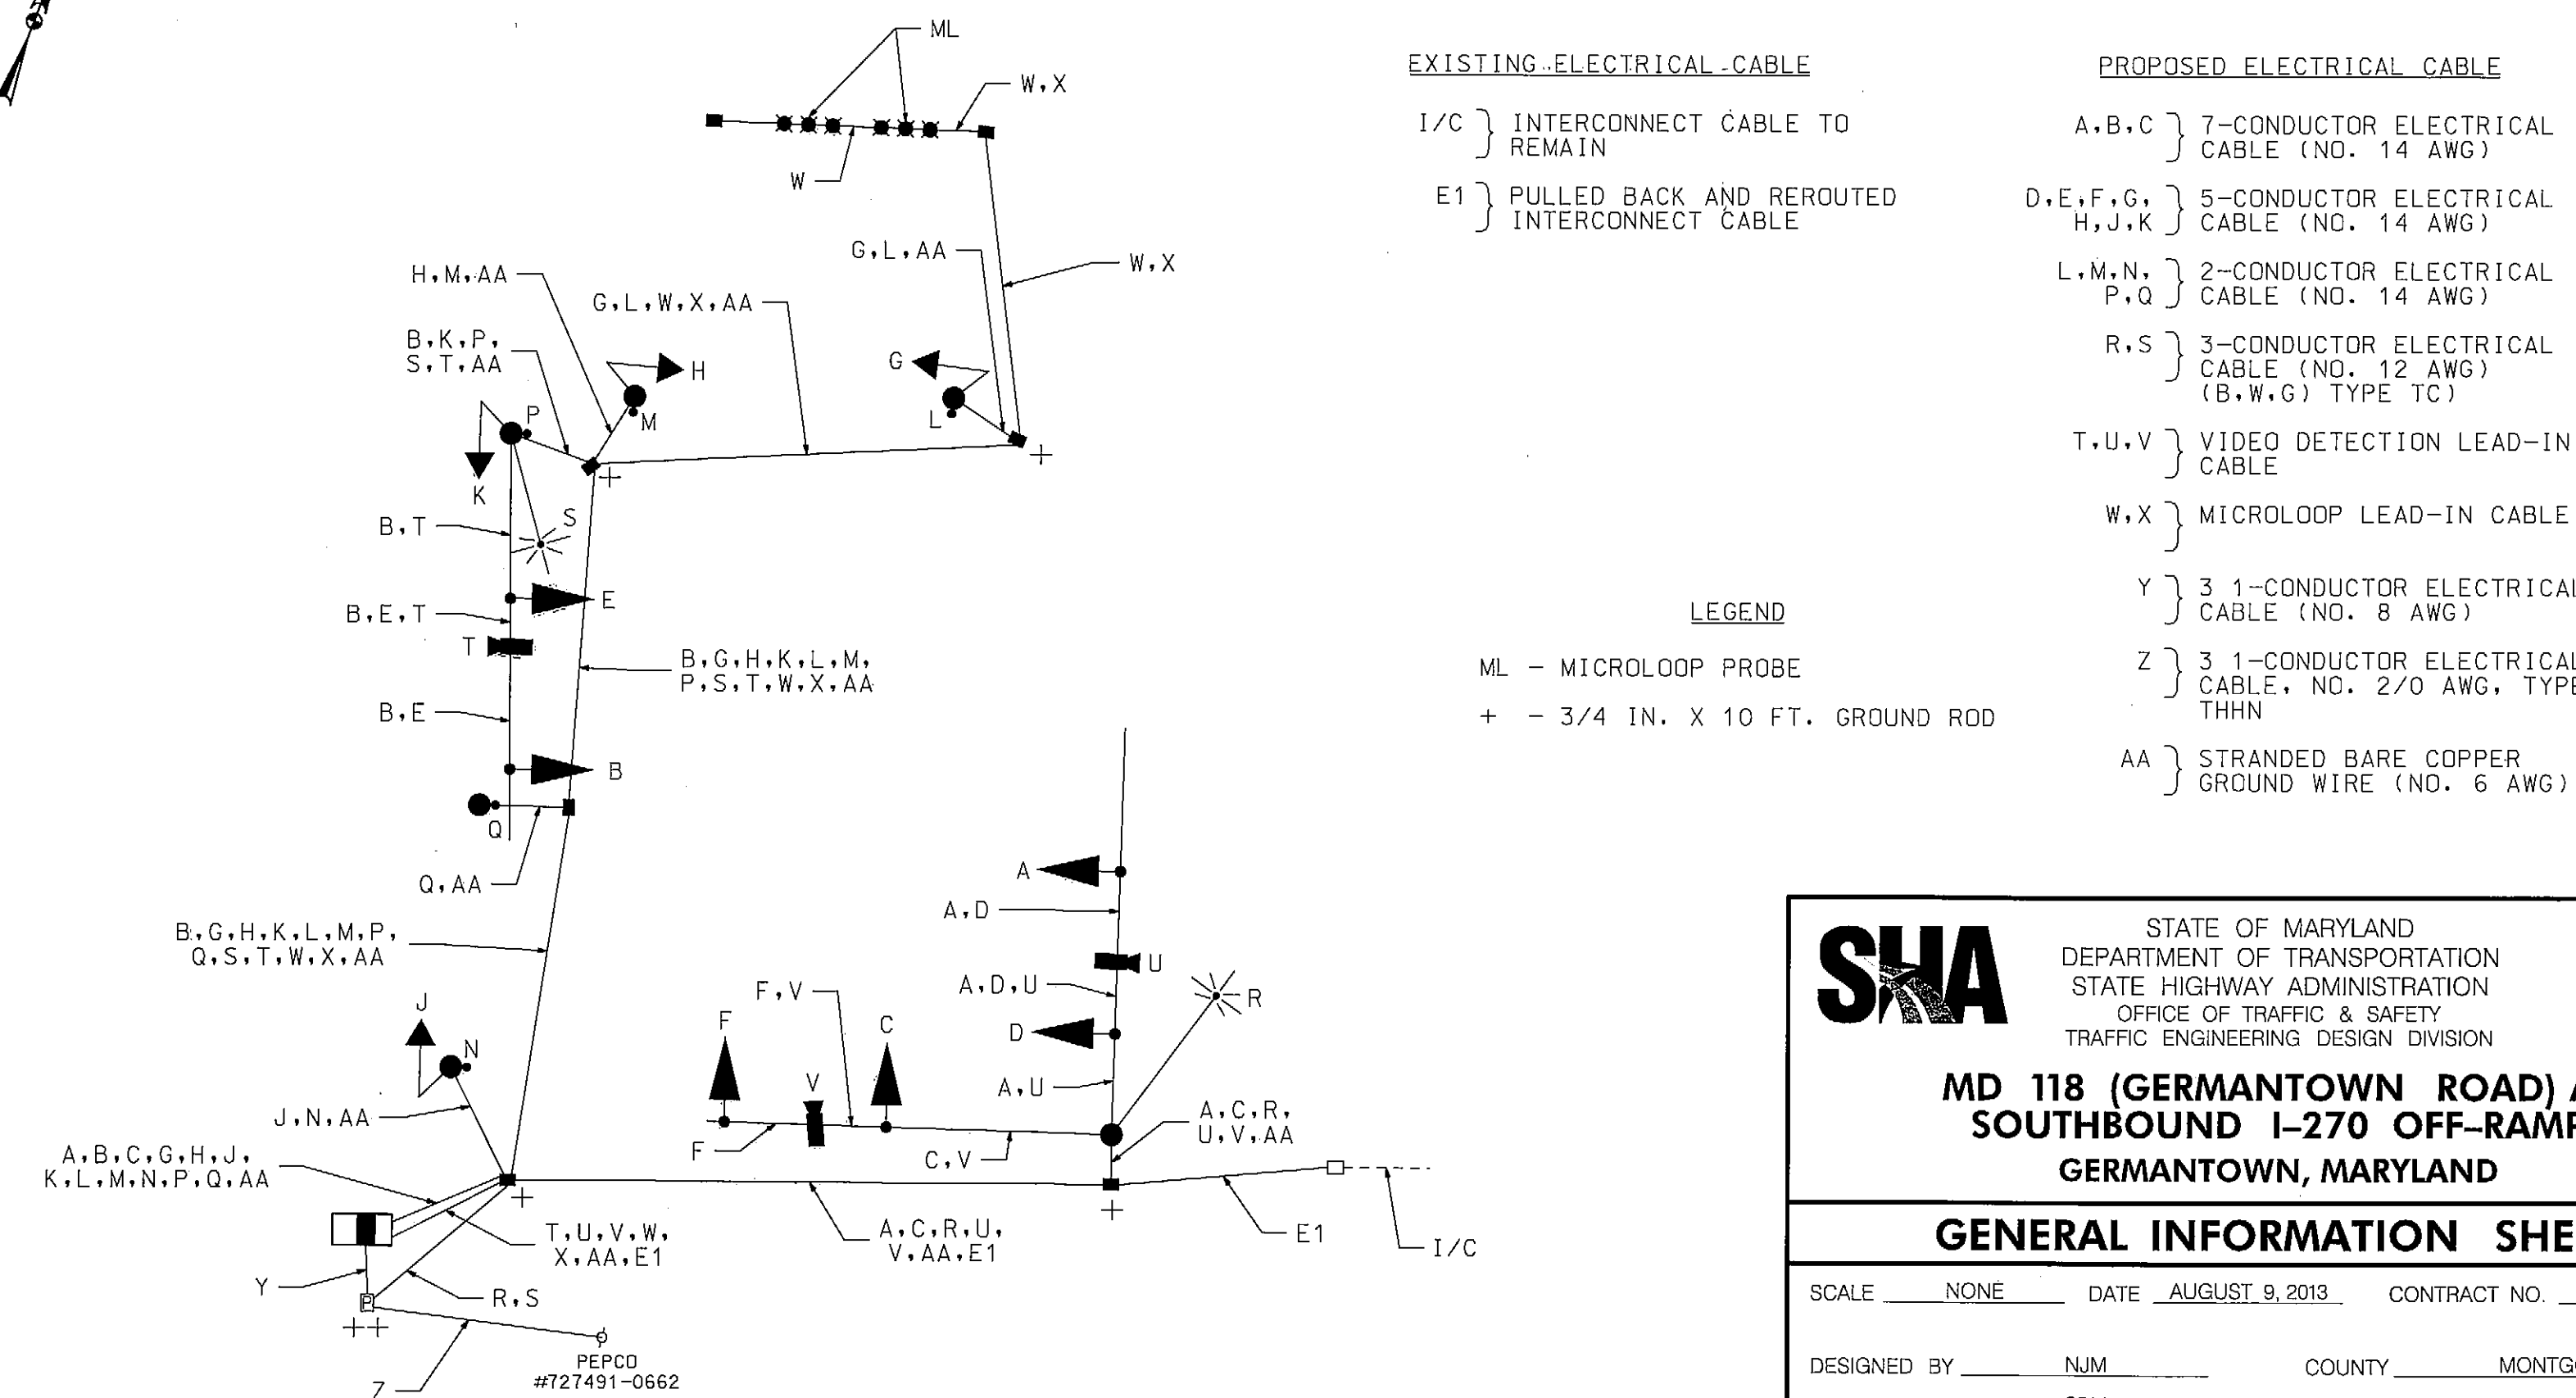 ML
W,X
W
G,L,AA
W,X
H,M,AA
G,L,W,X,AA
B,K,P,
S,T,AA
H
G
M
L
P
K
S
B,T
E
B,E,T
T
B,G,H,K,L,M,
P,S,T,W,X,AA
B,E
B
Q
Q,AA
B,G,H,K,L,M,P,
Q,S,T,W,X,AA
J
N
J,N,AA
A,B,C,G,H,J,
K,L,M,N,P,Q,AA
T,U,V,W,
X,AA,E1
Y
P
R,S
PEPCO
#727491-0662
A
A,D
U
A,D,U
R
D
A,U
F,V
F
C
V
F
C,V
A,C,R,
U,V,AA
A,C,R,U,
V,AA,E1
E1
I/C
EXISTING ELECTRICAL CABLE
I/C } INTERCONNECT CABLE TO
REMAIN
E1 } PULLED BACK AND REROUTED
INTERCONNECT CABLE
LEGEND
ML - MICROLOOP PROBE
+ - 3/4 IN. X 10 FT. GROUND ROD
PROPOSED ELECTRICAL CABLE
A,B,C } 7-CONDUCTOR ELECTRICAL
CABLE (NO. 14 AWG)
D,E,F,G, } 5-CONDUCTOR ELECTRICAL
H,J,K CABLE (NO. 14 AWG)
L,M,N, } 2-CONDUCTOR ELECTRICAL
P,Q CABLE (NO. 14 AWG)
R,S } 3-CONDUCTOR ELECTRICAL
CABLE (NO. 12 AWG)
(B,W,G) TYPE TC)
T,U,V } VIDEO DETECTION LEAD-IN
CABLE
W,X } MICROLOOP LEAD-IN CABLE
Y } 3 1-CONDUCTOR ELECTRICAL
CABLE (NO. 8 AWG)
Z } 3 1-CONDUCTOR ELECTRICAL
CABLE, NO. 2/0 AWG, TYPE
THHN
AA } STRANDED BARE COPPER
GROUND WIRE (NO. 6 AWG)
SHA
STATE OF MARYLAND
DEPARTMENT OF TRANSPORTATION
STATE HIGHWAY ADMINISTRATION
OFFICE OF TRAFFIC & SAFETY
TRAFFIC ENGINEERING DESIGN DIVISION
MD 118 (GERMANTOWN ROAD)
SOUTHBOUND I-270 OFF-RAMP
GERMANTOWN, MARYLAND
GENERAL INFORMATION SHE
SCALE NONE DATE AUGUST 9, 2013 CONTRACT NO.
DESIGNED BY NJM COUNTY MONTG